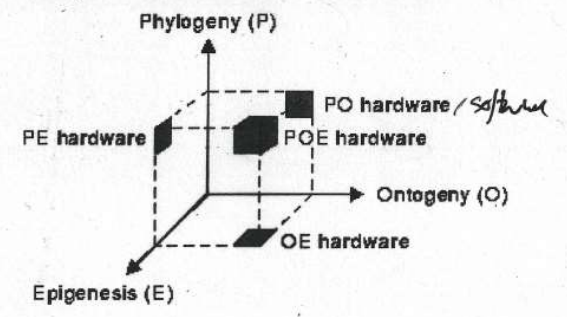 Phylogeny (P)
PO hardware / software
PE hardware
POE hardware
Ontogeny (O)
OE hardware
Epigenesis (E)